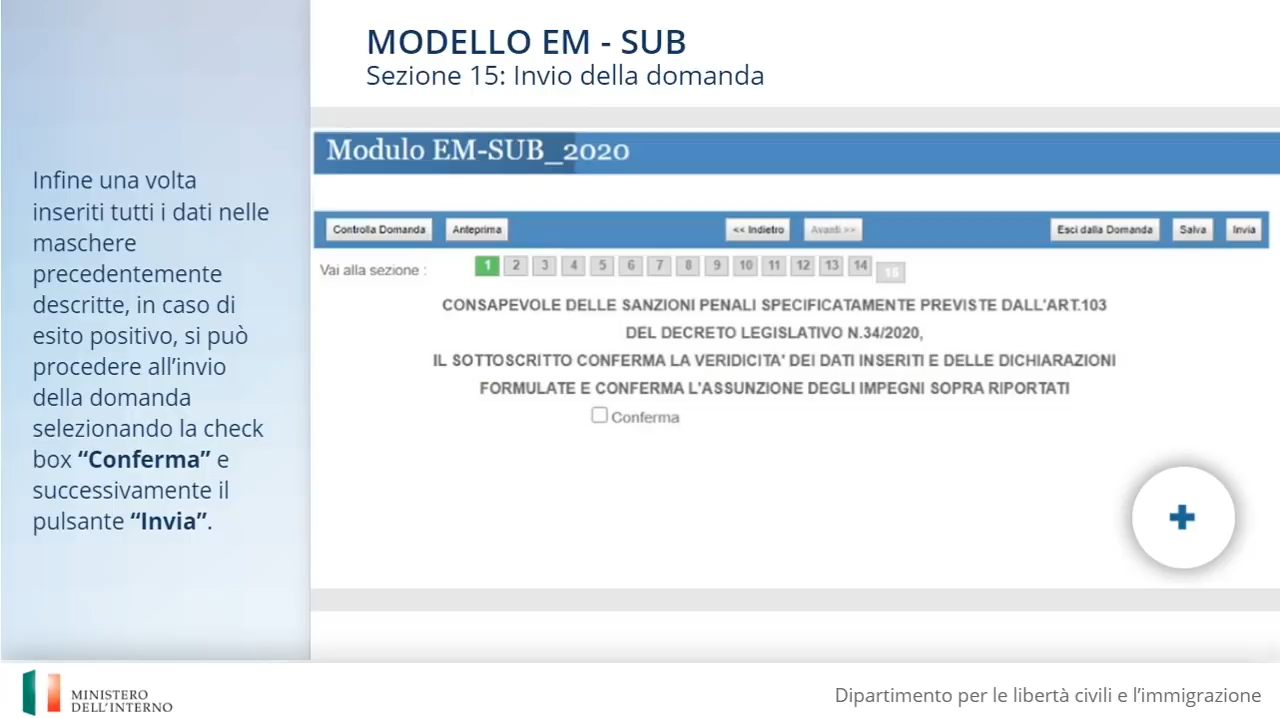 MODELLO EM - SUB
Sezione 15: Invio della domanda
Infine una volta
inseriti tutti i dati nelle
maschere
precedentemente
descritte, in caso di
esito positivo, si può
procedere all’invio
della domanda
selezionando la check
box “Conferma” e
successivamente il
pulsante “Invia”.
Modulo EM-SUB_2020
Controlla Domanda Anteprima << Indietro Avanti >> Esci dalla Domanda Salva Invia
Vai alla sezione : 1 2 3 4 5 6 7 8 9 10 11 12 13 14 15
CONSAPEVOLE DELLE SANZIONI PENALI SPECIFICATAMENTE PREVISTE DALL'ART.103
DEL DECRETO LEGISLATIVO N.34/2020,
IL SOTTOSCRITTO CONFERMA LA VERIDICITA' DEI DATI INSERITI E DELLE DICHIARAZIONI
FORMULATE E CONFERMA L'ASSUNZIONE DEGLI IMPEGNI SOPRA RIPORTATI
Conferma
MINISTERO
DELL'INTERNO
Dipartimento per le libertà civili e l’immigrazione